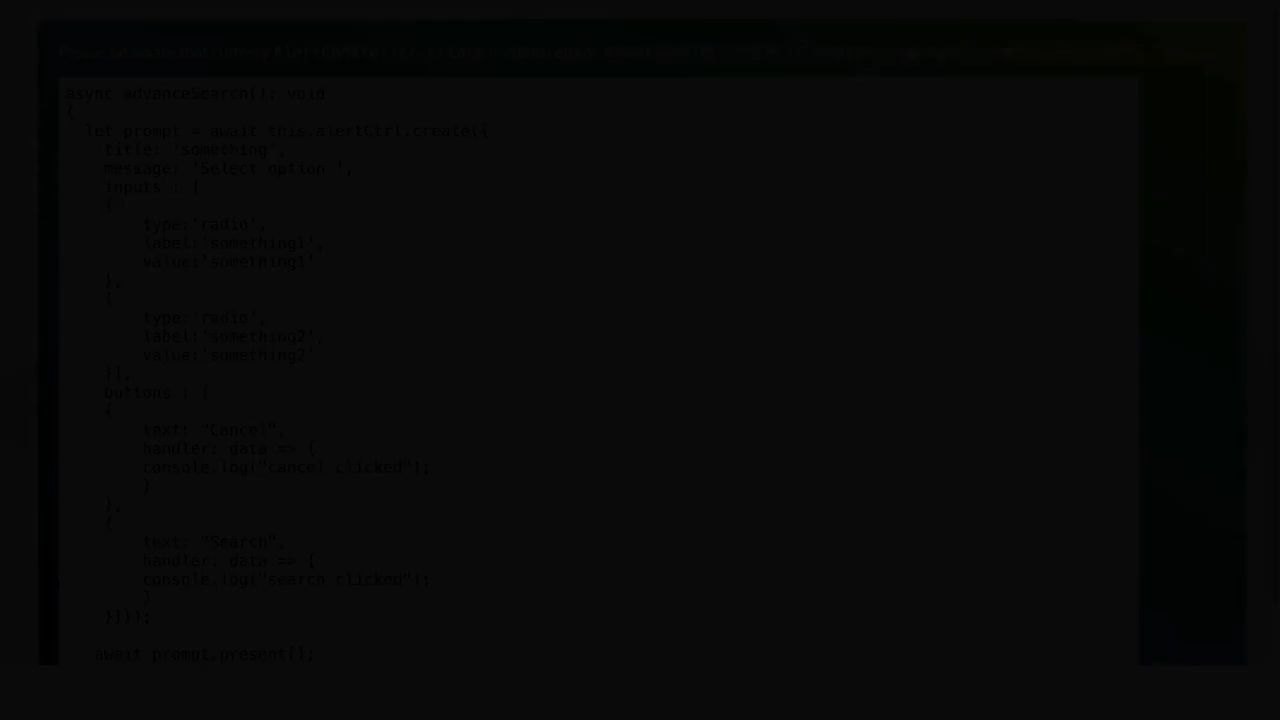 async advanceSearch(): void
{
let prompt = await this.alertCtrl.create({
title: 'something',
message: 'Select option ',
inputs : [
{
type:'radio',
label:'something1',
value:'something1'
},
{
type:'radio',
label:'something2',
value:'something2'
}],
buttons : [
{
text: "Cancel",
handler: data => {
console.log("cancel clicked");
}
},
{
text: "Search",
handler: data => {
console.log("search clicked");
}
}]});
await prompt.present();